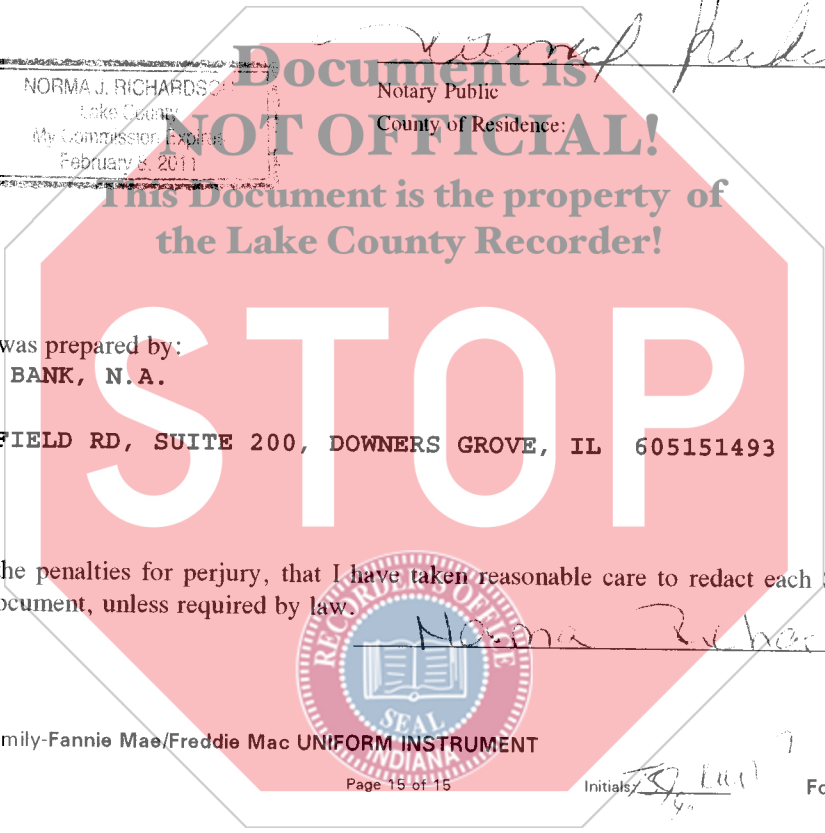 Document is
NORMA J. RICHARDSO
Notary Public
Lake County
County of Residence:
My Commission Expires
NOT OFFICIAL!
February 8, 2011
This Document is the property of
the Lake County Recorder!
STOP
was prepared by:
BANK, N.A.
FIELD RD, SUITE 200, DOWNERS GROVE, IL 605151493
he penalties for perjury, that I have taken reasonable care to redact each
ocument, unless required by law.
Norma Richar
RECORDER'S OFFICE
SEAL
INDIANA
mily-Fannie Mae/Freddie Mac UNIFORM INSTRUMENT
Page 15 of 15
Initials:
Fo